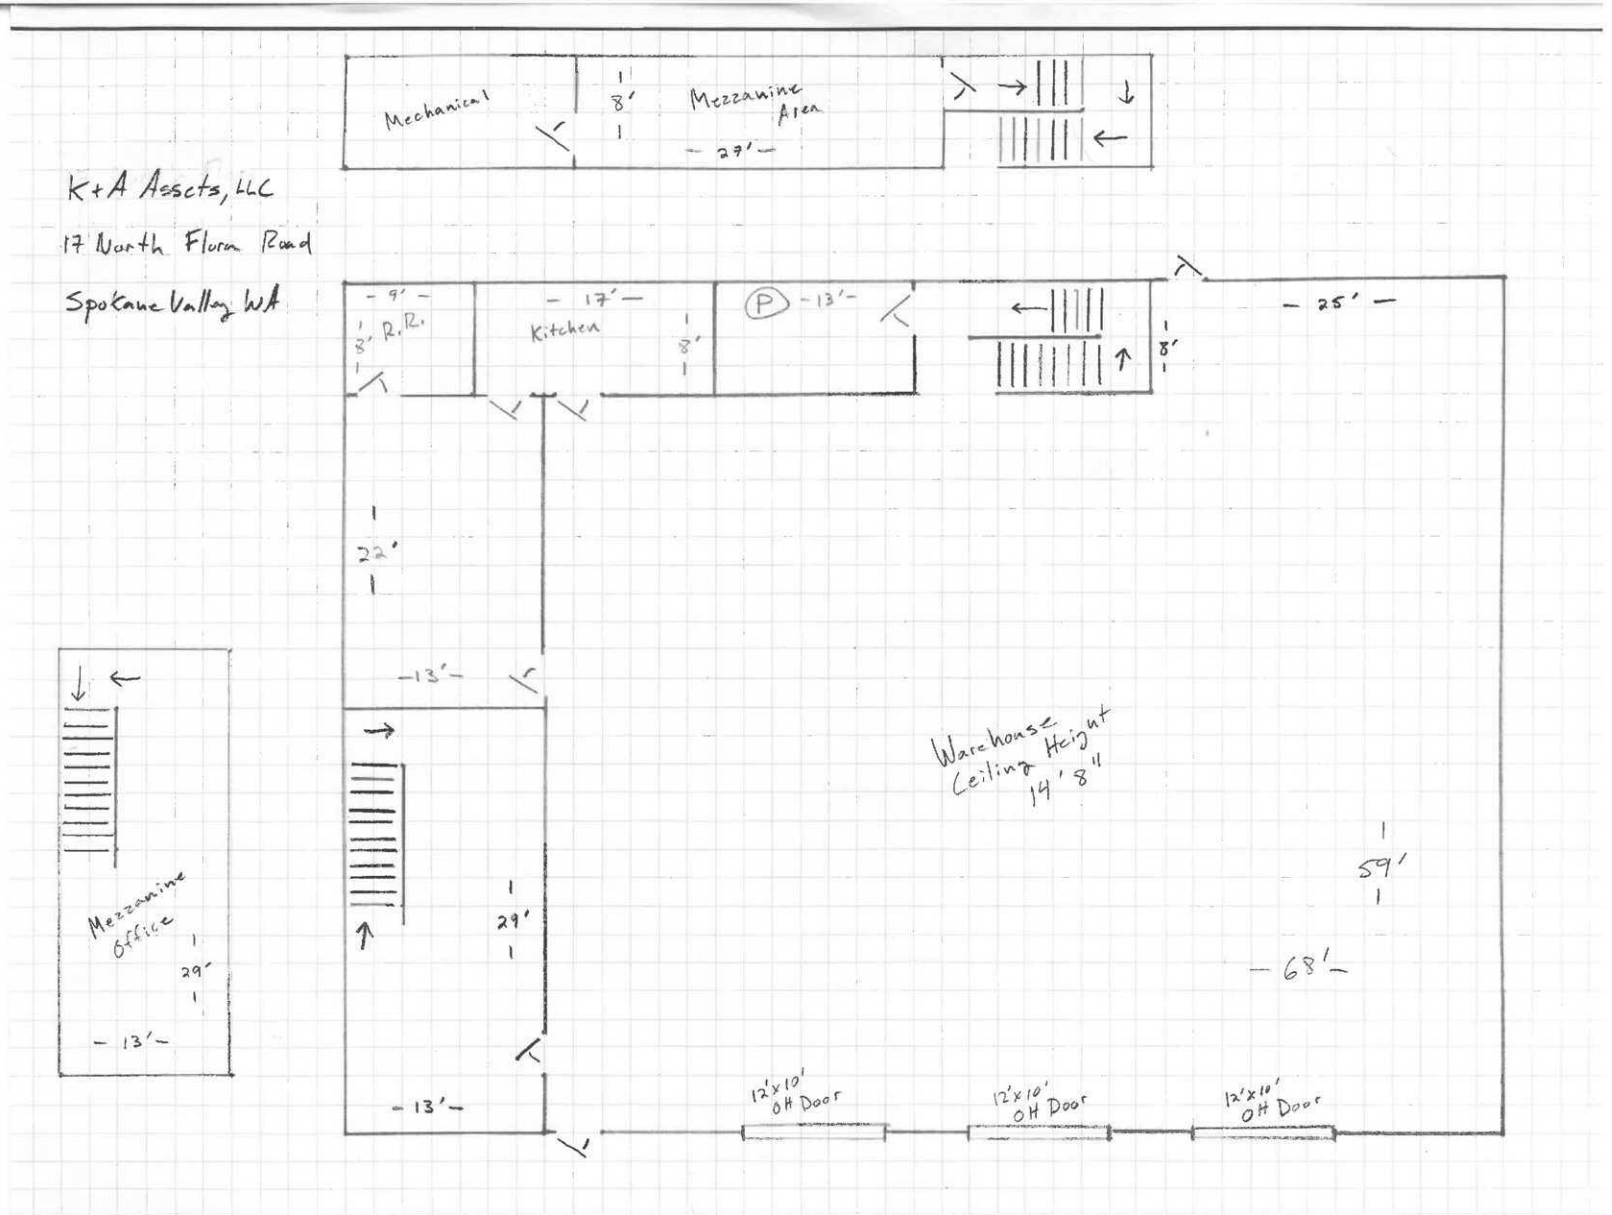 Mechanical
8'
Mezzanine
Area
27'
K+A Assets, LLC
17 North Flora Road
Spokane Valley WA
9'
R.R.
8'
17'
Kitchen
8'
P
13'
8'
25'
22'
13'
29'
13'
Mezzanine
Office
29'
13'
Warehouse
Ceiling Height
14' 8"
59'
68'
12'x10'
OH Door
12'x10'
OH Door
12'x10'
OH Door